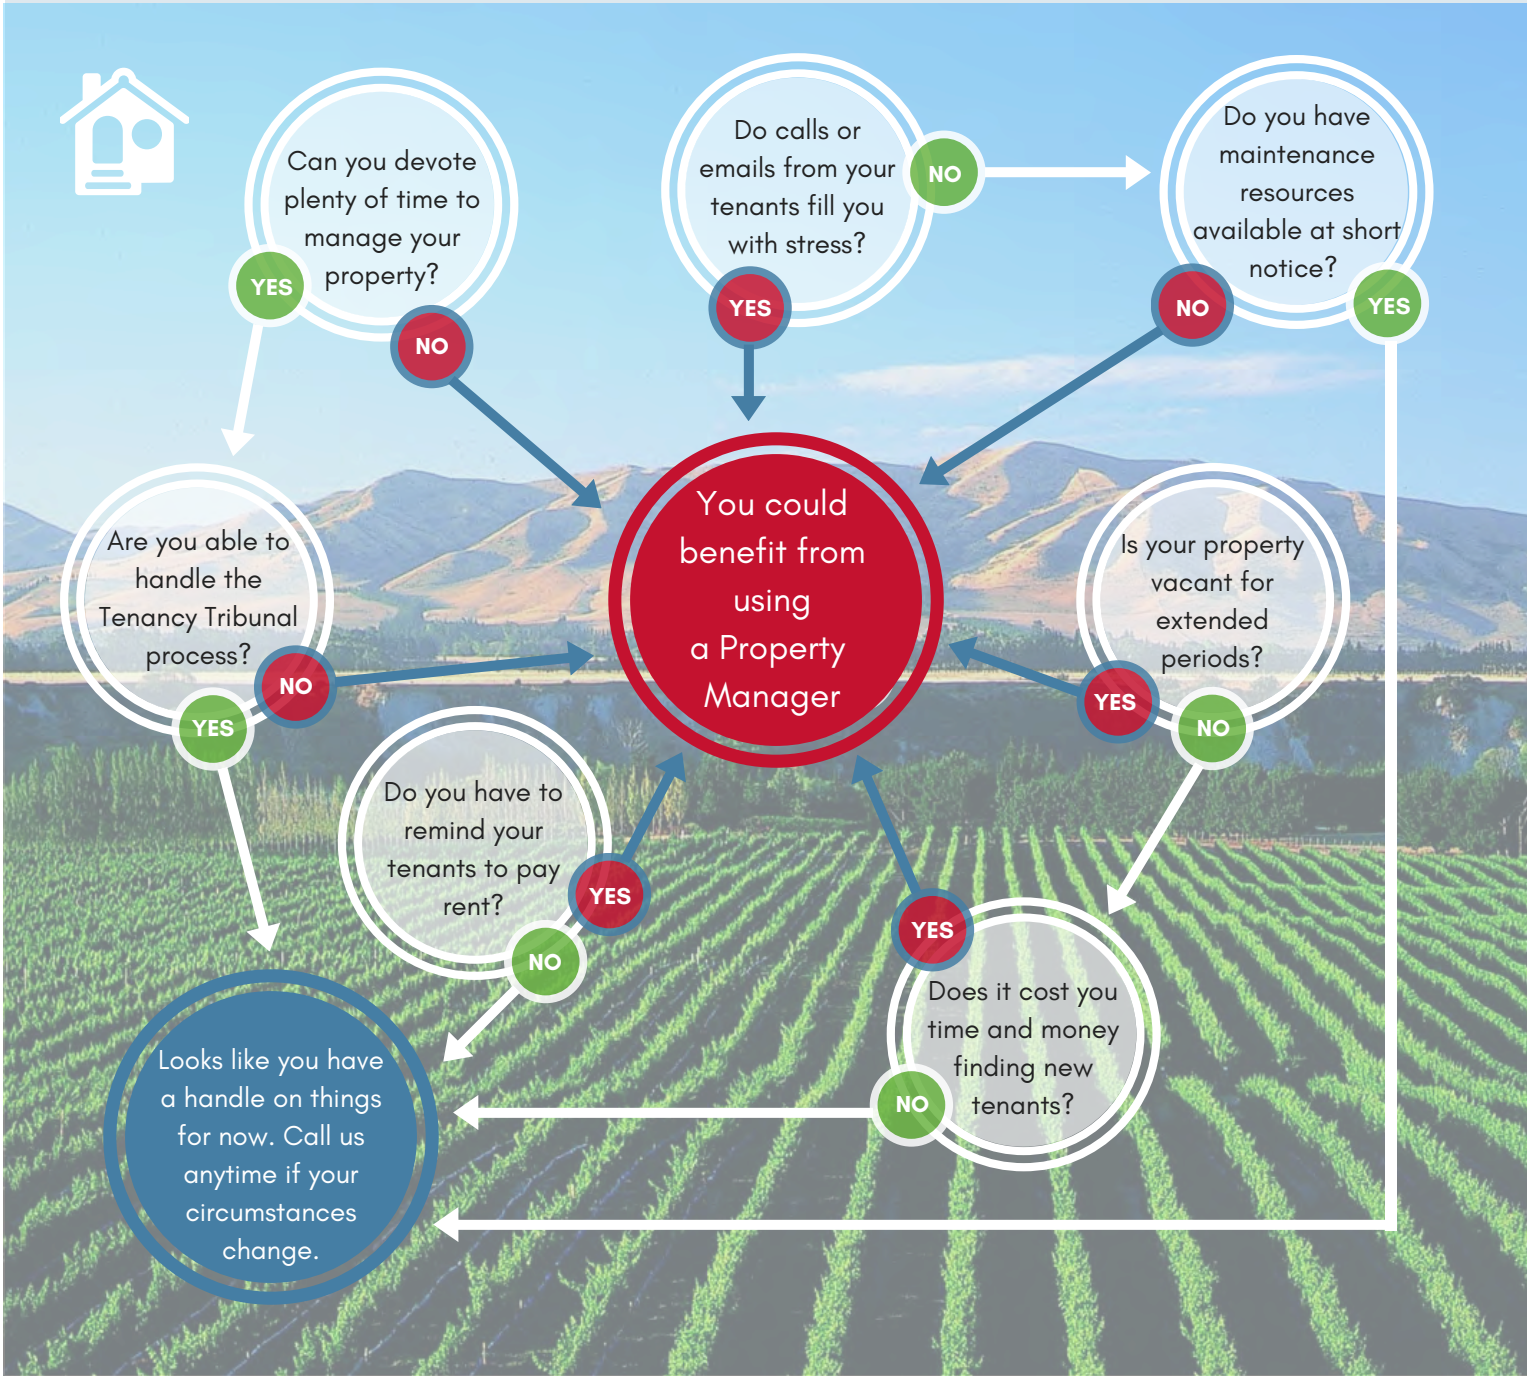 Can you devote
plenty of time to
manage your
property?
YES
NO
Do calls or
emails from your
tenants fill you
with stress?
NO
YES
Do you have
maintenance
resources
available at short
notice?
NO
YES
Are you able to
handle the
Tenancy Tribunal
process?
NO
YES
You could
benefit from
using
a Property
Manager
Is your property
vacant for
extended
periods?
YES
NO
Do you have to
remind your
tenants to pay
rent?
YES
NO
YES
Does it cost you
time and money
finding new
tenants?
NO
Looks like you have
a handle on things
for now. Call us
anytime if your
circumstances
change.